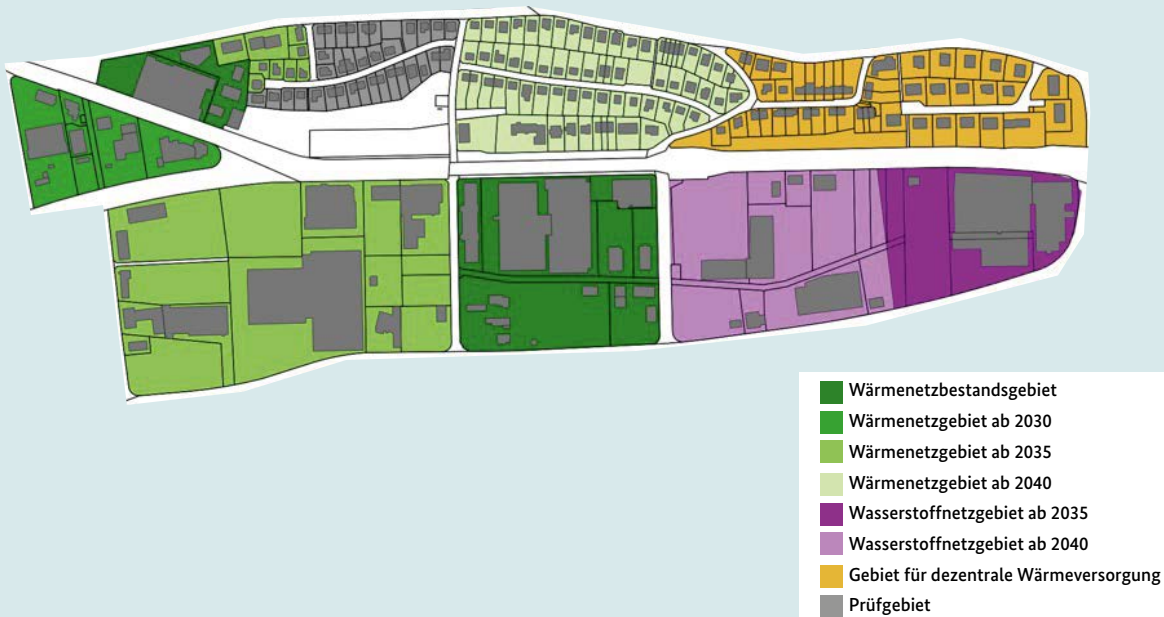 Wärmenetzbestandsgebiet
Wärmenetzgebiet ab 2030
Wärmenetzgebiet ab 2035
Wärmenetzgebiet ab 2040
Wasserstoffnetzgebiet ab 2035
Wasserstoffnetzgebiet ab 2040
Gebiet für dezentrale Wärmeversorgung
Prüfgebiet